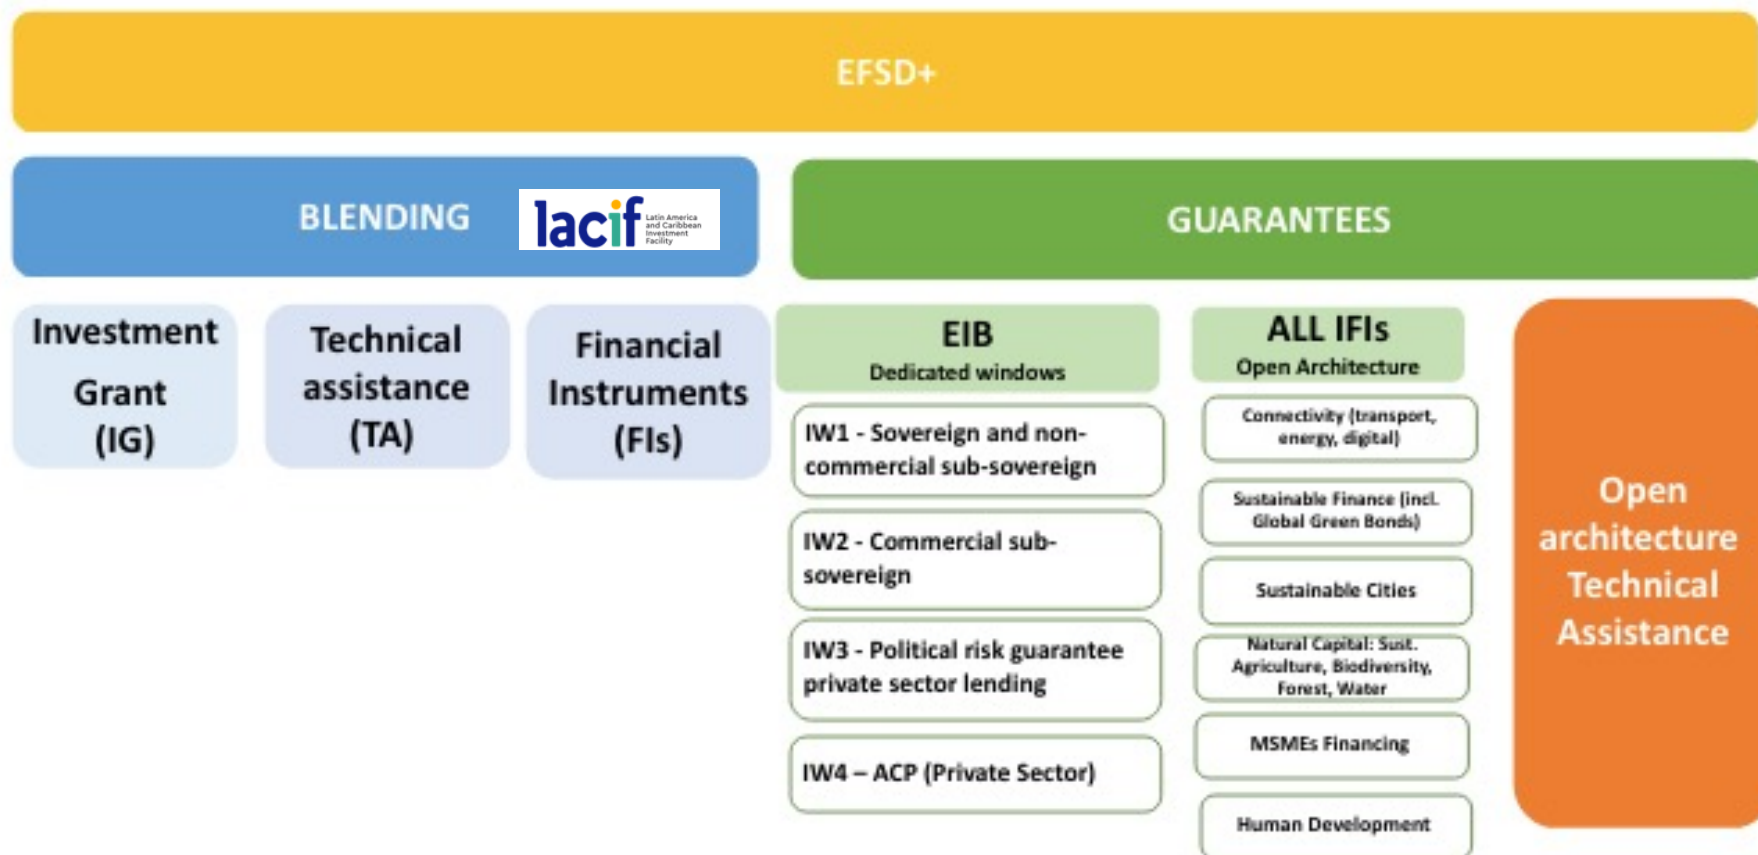 EFSD+
BLENDING
lacif
Latin America
and Caribbean
Investment
Facility
GUARANTEES
Investment
Grant
(IG)
Technical
assistance
(TA)
Financial
Instruments
(FIs)
EIB
Dedicated windows
IW1 - Sovereign and non-
commercial sub-sovereign
IW2 - Commercial sub-
sovereign
IW3 - Political risk guarantee
private sector lending
IW4 – ACP (Private Sector)
ALL IFIs
Open Architecture
Connectivity (transport,
energy, digital)
Sustainable Finance (incl.
Global Green Bonds)
Sustainable Cities
Natural Capital: Sust.
Agriculture, Biodiversity,
Forest, Water
MSMEs Financing
Human Development
Open
architecture
Technical
Assistance